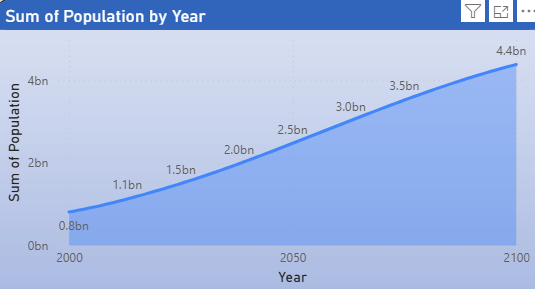 Sum of Population by Year
Sum of Population
4bn
2bn
0bn
0.8bn
1.1bn
1.5bn
2.0bn
2.5bn
3.0bn
3.5bn
4.4bn
2000
2050
2100
Year